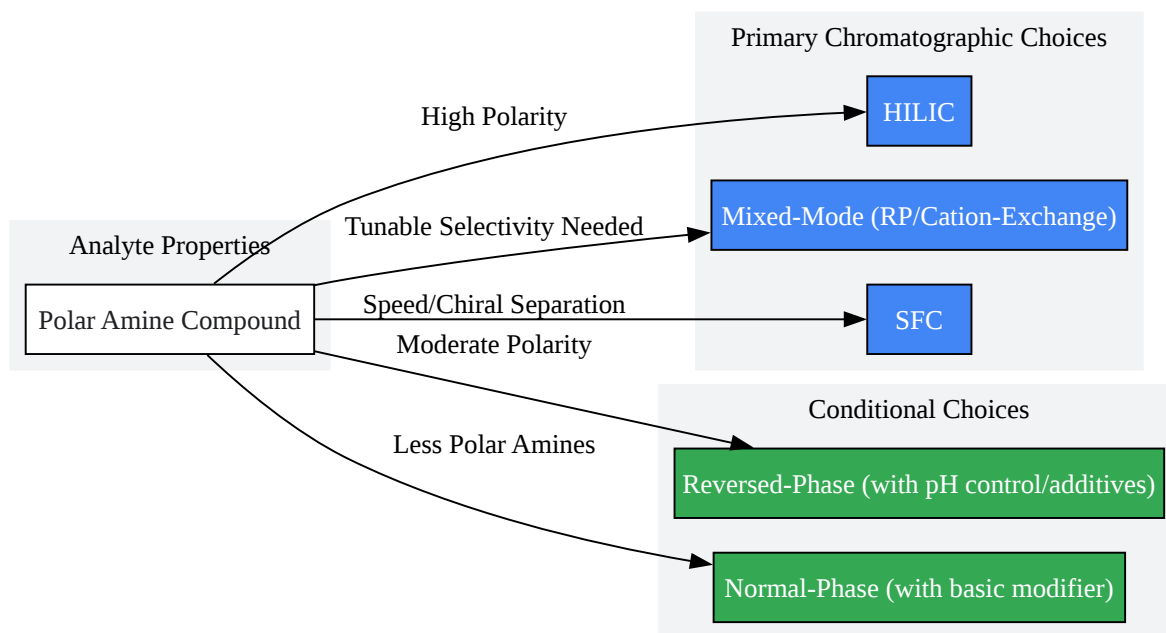 Primary Chromatographic Choices
HILIC
High Polarity
Mixed-Mode (RP/Cation-Exchange)
Tunable Selectivity Needed
Analyte Properties
Polar Amine Compound
Speed/Chiral Separation
SFC
Moderate Polarity
Conditional Choices
Less Polar Amines
Reversed-Phase (with pH control/additives)
Normal-Phase (with basic modifier)